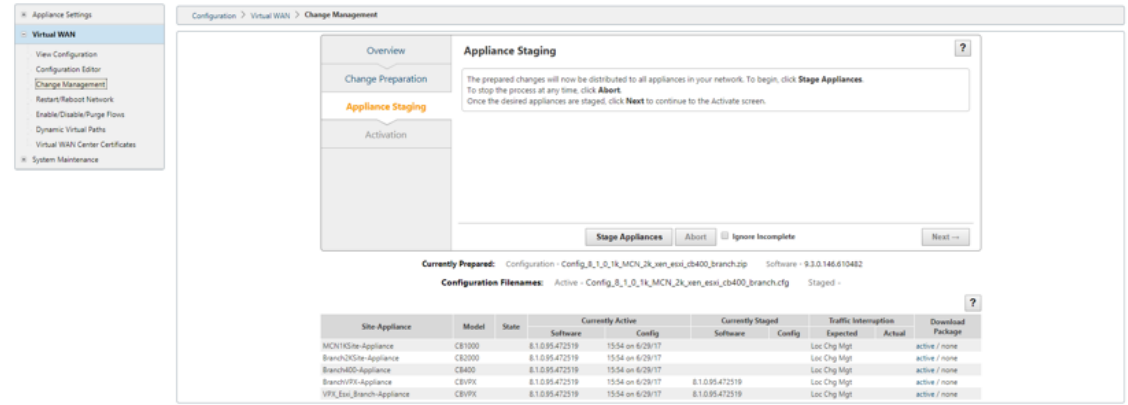 Appliance Settings
Configuration > Virtual WAN > Change Management
Virtual WAN
View Configuration
Configuration Editor
Change Management
Restart/Reboot Network
Enable/Disable/Purge Flows
Dynamic Virtual Paths
Virtual WAN Center Certificates
System Maintenance
Overview
Change Preparation
Appliance Staging
Activation
Appliance Staging
?
The prepared changes will now be distributed to all appliances in your network. To begin, click Stage Appliances.
To stop the process at any time, click Abort.
Once the desired appliances are staged, click Next to continue to the Activate screen.
Stage Appliances Abort Ignore Incomplete Next →
Currently Prepared: Configuration - Config_8_1_0_1k_MCN_2k_xen_esxi_cb400_branch.zip Software - 9.3.0.146.610482
Configuration Filenames: Active - Config_8_1_0_1k_MCN_2k_xen_esxi_cb400_branch.cfg Staged -
?
Site-Appliance Model State Currently Active Currently Staged Traffic Interruption Download Package
Software Config Software Config Expected Actual
MCN1KSite-Appliance CB1000 8.1.0.95.472519 15:54 on 6/29/17 Loc Chg Mgt active / none
Branch2KSite-Appliance CB2000 8.1.0.95.472519 15:54 on 6/29/17 Loc Chg Mgt active / none
Branch400-Appliance CB400 8.1.0.95.472519 15:54 on 6/29/17 Loc Chg Mgt active / none
BranchVPX-Appliance CBVPX 8.1.0.95.472519 15:54 on 6/29/17 8.1.0.95.472519 Loc Chg Mgt active / none
VPX_Esxi_Branch-Appliance CBVPX 8.1.0.95.472519 15:54 on 6/29/17 8.1.0.95.472519 Loc Chg Mgt active / none